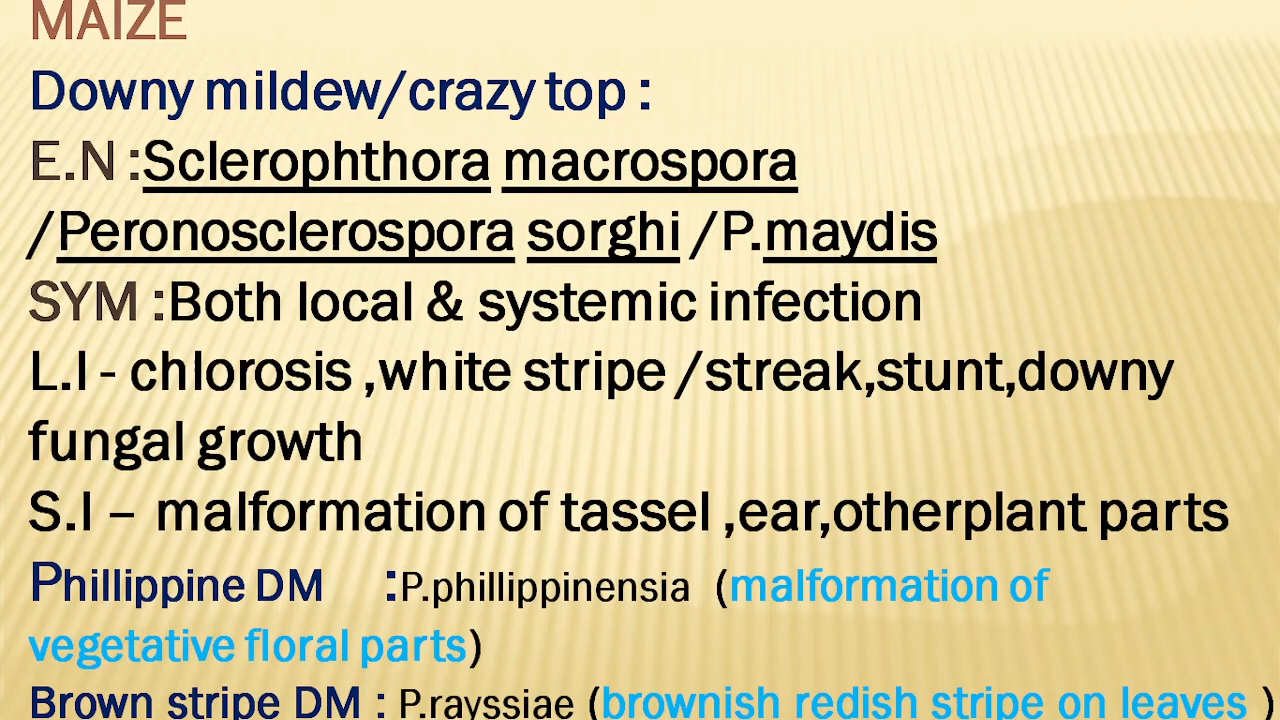 MAIZE
Downy mildew/crazy top :
E.N :Sclerophthora macrospora
/Peronosclerospora sorghi /P.maydis
SYM :Both local & systemic infection
L.I - chlorosis ,white stripe /streak,stunt,downy
fungal growth
S.I – malformation of tassel ,ear,otherplant parts
Phillippine DM :P.phillippinensia (malformation of
vegetative floral parts)
Brown stripe DM : P.rayssiae (brownish redish stripe on leaves )